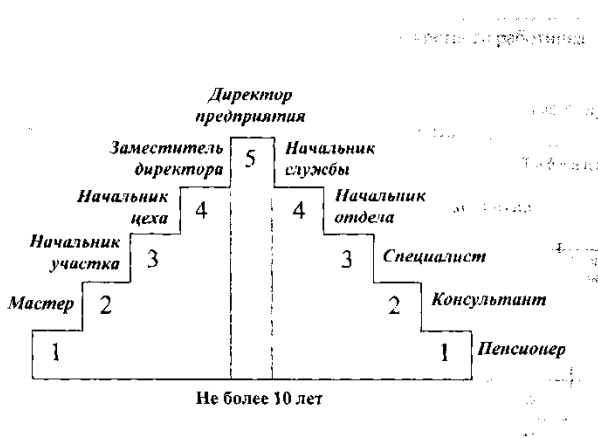 Директор
предприятия
Заместитель
директора
5
Начальник
службы
Начальник
цеха
4
4
Начальник
отдела
Начальник
участка
3
3
Специалист
Мастер
2
2
Консультант
1
1
Пенсионер
Не более 10 лет